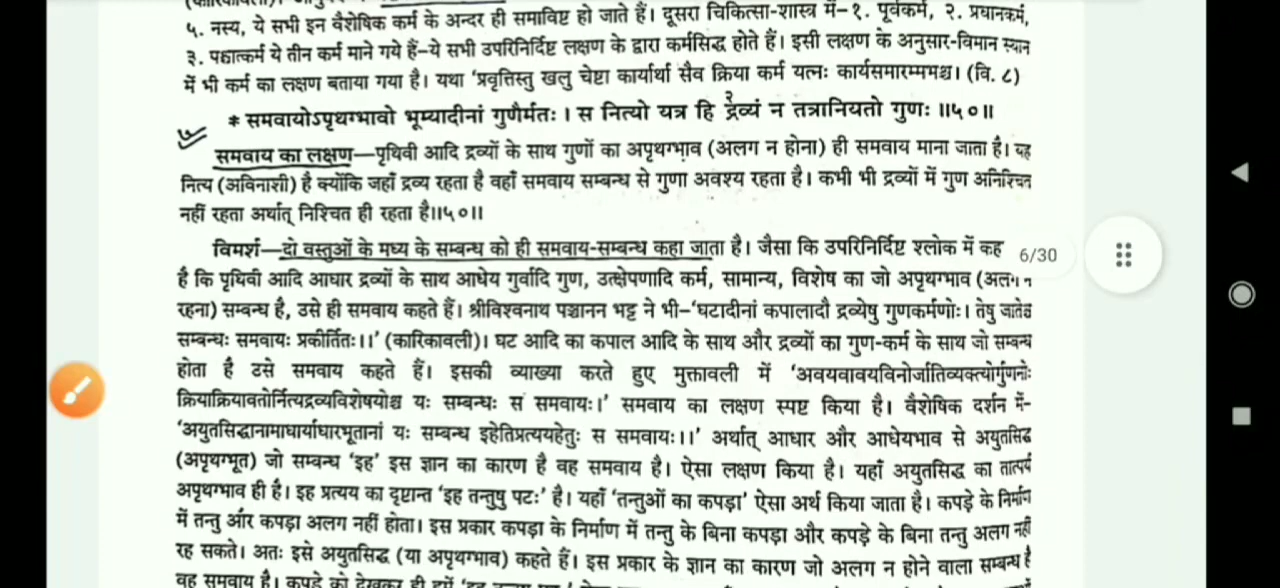 ५. नस्य, ये सभी इन वैशेषिक कर्म के अन्दर ही समाविष्ट हो जाते हैं। दूसरा चिकित्सा-शास्त्र में-१. पूर्वकर्म, २. प्रधानकर्म,
३. पश्चात्कर्म ये तीन कर्म माने गये हैं-ये सभी उपरिनिर्दिष्ट लक्षण के द्वारा कर्मसिद्ध होते हैं। इसी लक्षण के अनुसार-विमान स्थान
में भी कर्म का लक्षण बताया गया है। यथा ‘प्रवृत्तिस्तु खलु चेष्टा कार्यार्था सैव क्रिया कर्म यत्नः कार्यसमारम्भश्च। (वि. ८)
* समवायोऽपृथग्भावो भूम्यादीनां गुणैर्मतः। स नित्यो यत्र हि द्रेव्यं न तत्रानियतो गुणः ॥५०॥
समवाय का लक्षण—पृथिवी आदि द्रव्यों के साथ गुणों का अपृथग्भाव (अलग न होना) ही समवाय माना जाता है। यह
नित्य (अविनाशी) है क्योंकि जहाँ द्रव्य रहता है वहाँ समवाय सम्बन्ध से गुणा अवश्य रहता है। कभी भी द्रव्यों में गुण अनिश्चित
नहीं रहता अर्थात् निश्चित ही रहता है॥५०॥
विमर्श—दो वस्तुओं के मध्य के सम्बन्ध को ही समवाय-सम्बन्ध कहा जाता है। जैसा कि उपरिनिर्दिष्ट श्लोक में कह 6/30
है कि पृथिवी आदि आधार द्रव्यों के साथ आधेय गुर्वादि गुण, उत्क्षेपणादि कर्म, सामान्य, विशेष का जो अपृथग्भाव (अलग न
रहना) सम्बन्ध है, उसे ही समवाय कहते हैं। श्रीविश्वनाथ पञ्चानन भट्ट ने भी-‘घटादीनां कपालादौ द्रव्येषु गुणकर्मणोः। तेषु जातेश्च
सम्बन्धः समवायः प्रकीर्तितः।।’ (कारिकावली)। घट आदि का कपाल आदि के साथ और द्रव्यों का गुण-कर्म के साथ जो सम्बन्ध
होता है उसे समवाय कहते हैं। इसकी व्याख्या करते हुए मुक्तावली में ‘अवयवावयविनोर्जातिव्यक्त्योर्गुणनोः
क्रियाक्रियावतोर्नित्यद्रव्यविशेषयोश्च यः सम्बन्धः स समवायः।’ समवाय का लक्षण स्पष्ट किया है। वैशेषिक दर्शन में-
‘अयुतसिद्धानामाधार्याधारभूतानां यः सम्बन्ध इहेतिप्रत्ययहेतुः स समवायः।।’ अर्थात् आधार और आधेयभाव से अयुतसिद्ध
(अपृथग्भूत) जो सम्बन्ध ‘इह’ इस ज्ञान का कारण है वह समवाय है। ऐसा लक्षण किया है। यहाँ अयुतसिद्ध का तात्पर्य
अपृथग्भाव ही है। इह प्रत्यय का दृष्टान्त ‘इह तन्तुषु पटः’ है। यहाँ ‘तन्तुओं का कपड़ा’ ऐसा अर्थ किया जाता है। कपड़े के निर्माण
में तन्तु और कपड़ा अलग नहीं होता। इस प्रकार कपड़ा के निर्माण में तन्तु के बिना कपड़ा और कपड़े के बिना तन्तु अलग नहीं
रह सकते। अतः इसे अयुतसिद्ध (या अपृथग्भाव) कहते हैं। इस प्रकार के ज्ञान का कारण जो अलग न होने वाला सम्बन्ध है
वह समवाय है। कपड़े को देखकर ही हमें